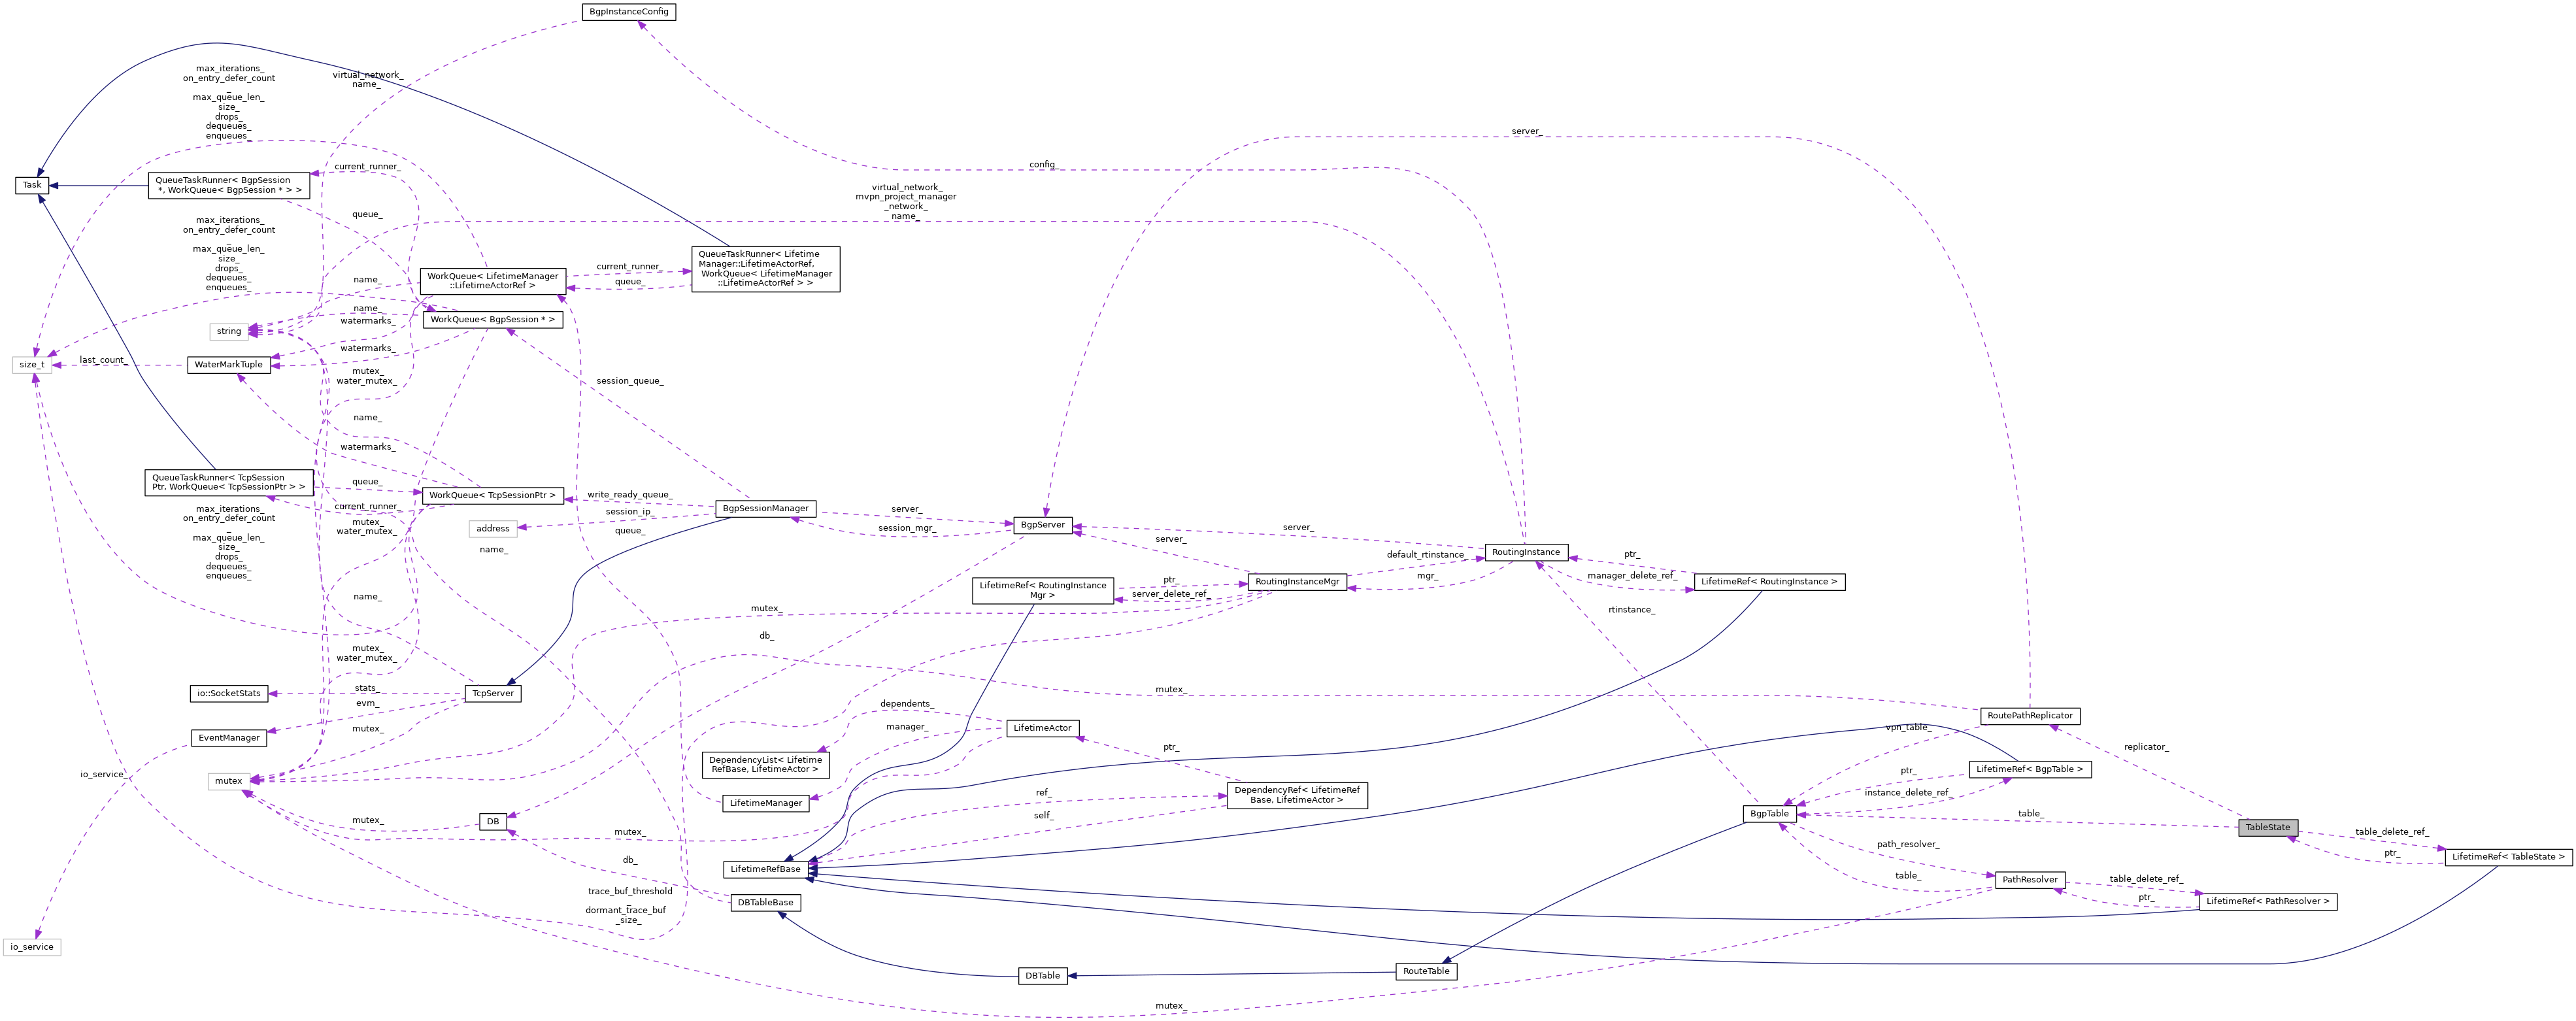 BgpInstanceConfig
max_iterations_
on_entry_defer_count
_
max_queue_len_
size_
drops_
dequeues_
enqueues_
virtual_network_
name_
server_
current_runner_
config_
Task
QueueTaskRunner< BgpSession
*, WorkQueue< BgpSession * > >
virtual_network_
mvpn_project_manager
_network_
name_
queue_
max_iterations_
on_entry_defer_count
_
max_queue_len_
size_
drops_
dequeues_
enqueues_
QueueTaskRunner< Lifetime
Manager::LifetimeActorRef,
WorkQueue< LifetimeManager
::LifetimeActorRef > >
current_runner_
queue_
WorkQueue< LifetimeManager
::LifetimeActorRef >
name_
name_
watermarks_
WorkQueue< BgpSession * >
string
watermarks_
size_t
last_count_
WaterMarkTuple
mutex_
water_mutex_
session_queue_
name_
watermarks_
QueueTaskRunner< TcpSession
Ptr, WorkQueue< TcpSessionPtr > >
queue_
WorkQueue< TcpSessionPtr >
write_ready_queue_
BgpSessionManager
current_runner_
session_ip_
server_
max_iterations_
on_entry_defer_count
_
max_queue_len_
size_
drops_
dequeues_
enqueues_
mutex_
water_mutex_
address
queue_
session_mgr_
BgpServer
server_
name_
server_
default_rtinstance_
RoutingInstance
ptr_
LifetimeRef< RoutingInstance
Mgr >
ptr_
server_delete_ref_
RoutingInstanceMgr
mgr_
manager_delete_ref_
LifetimeRef< RoutingInstance >
name_
mutex_
rtinstance_
db_
mutex_
water_mutex_
io::SocketStats
stats_
TcpServer
mutex_
evm_
dependents_
RoutePathReplicator
EventManager
mutex_
manager_
LifetimeActor
vpn_table_
replicator_
DependencyList< Lifetime
RefBase, LifetimeActor >
ptr_
io_service_
mutex
LifetimeManager
ref_
DependencyRef< LifetimeRef
Base, LifetimeActor >
ptr_
LifetimeRef< BgpTable >
instance_delete_ref_
mutex_
DB
mutex_
self_
BgpTable
table_
TableState
table_delete_ref_
db_
LifetimeRefBase
path_resolver_
ptr_
LifetimeRef< TableState >
trace_buf_threshold
_
dormant_trace_buf
_size_
DBTableBase
table_
PathResolver
table_delete_ref_
ptr_
LifetimeRef< PathResolver >
io_service
DBTable
RouteTable
mutex_